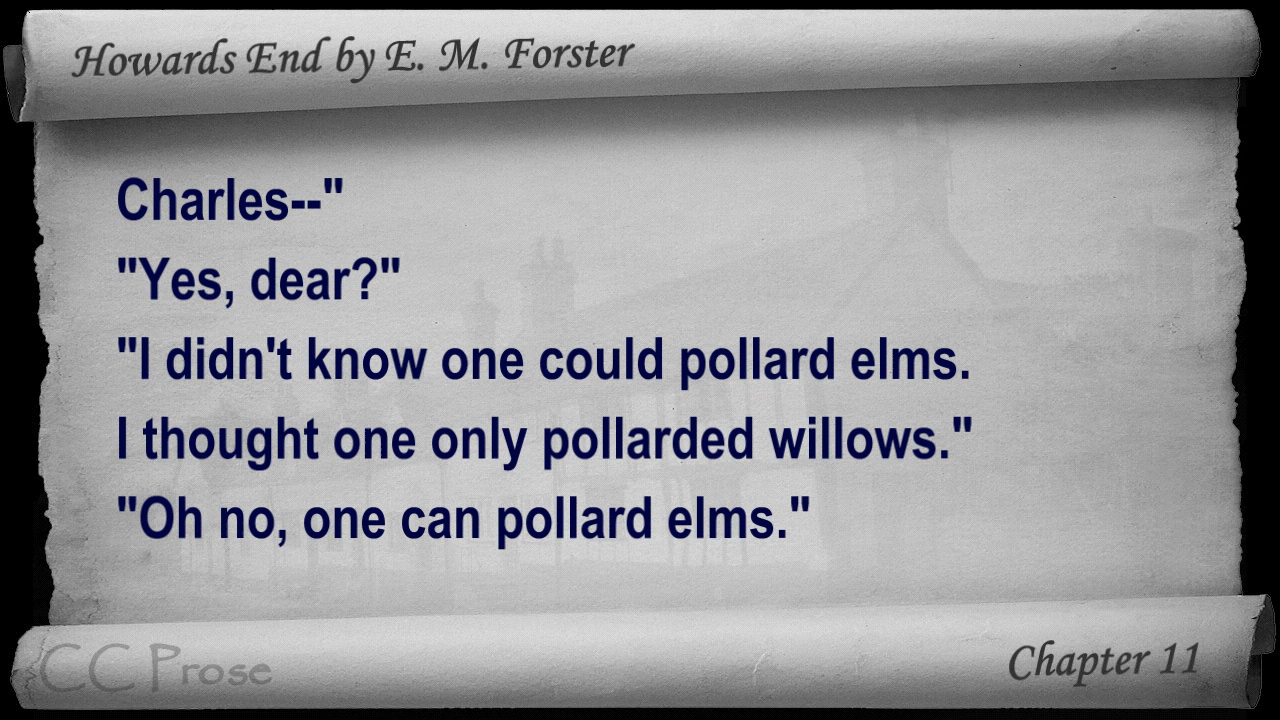 Howards End by E. M. Forster
Charles--"
"Yes, dear?"
"I didn't know one could pollard elms.
I thought one only pollarded willows."
"Oh no, one can pollard elms."
CC Prose
Chapter 11